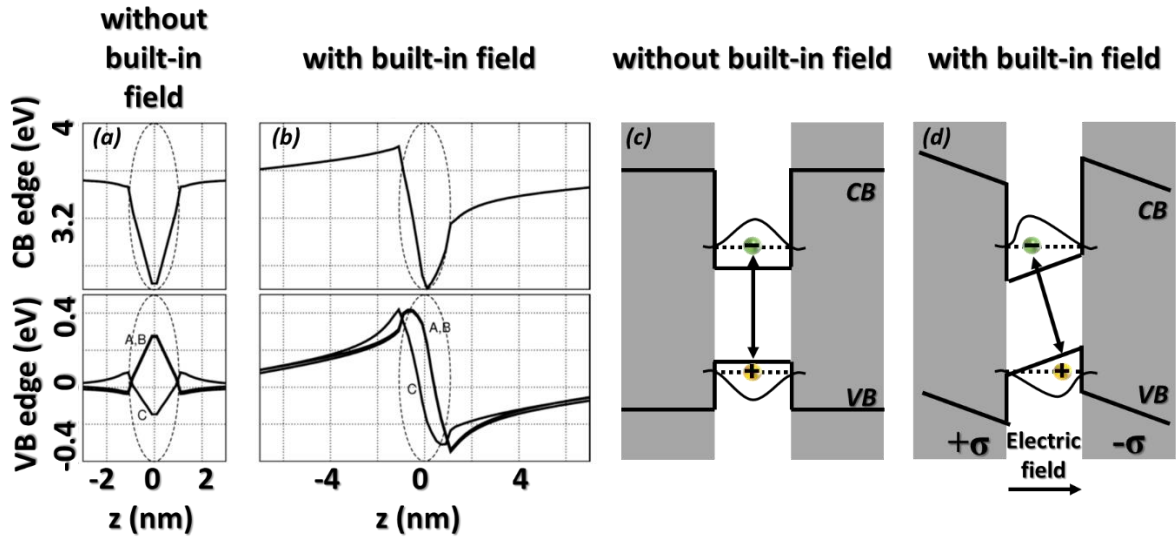 without
built-in
field
with built-in field
without built-in field
with built-in field
CB edge (eV)
4
3.2
(a)
(b)
(c)
(d)
CB
CB
−
−
VB edge (eV)
0.4
0
-0.4
A,B
C
A,B
C
+
+
VB
VB
+σ
Electric
field
-σ
-2 0 2
-4 0 4
z (nm)
z (nm)